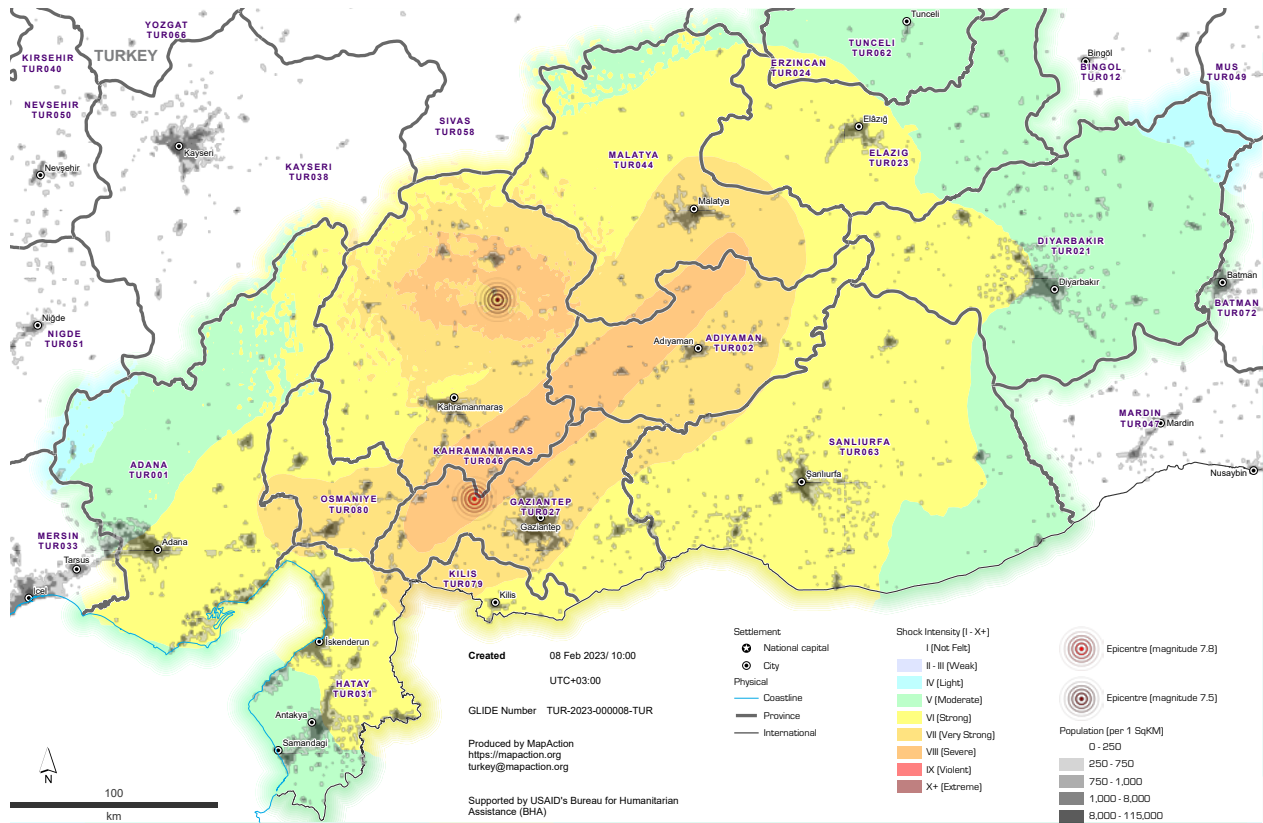 YOZGAT
TUR066
TURKEY
KIRSEHIR
TUR040
NEVSEHIR
TUR050
Kayseri
Nevşehir
KAYSERI
TUR038
SIVAS
TUR058
Tunceli
TUNCELI
TUR062
ERZINCAN
TUR024
Bingöl
BINGOL
TUR012
MUS
TUR049
Elâzığ
ELAZIG
TUR023
MALATYA
TUR044
Malatya
DIYARBAKIR
TUR021
Diyarbakır
Batman
BATMAN
TUR072
Niğde
NIGDE
TUR051
Adıyaman
ADIYAMAN
TUR002
Kahramanmaraş
KAHRAMANMARAS
TUR046
MARDIN
TUR047
Mardin
SANLIURFA
TUR063
Şanlıurfa
Nusaybin
ADANA
TUR001
OSMANIYE
TUR080
GAZIANTEP
TUR027
Gaziantep
MERSIN
TUR033
Tarsus
Adana
Icel
KILIS
TUR079
Kilis
İskenderun
HATAY
TUR031
Antakya
Samandagi
N
100
km
Created 08 Feb 2023/ 10:00
UTC+03:00
GLIDE Number TUR-2023-000008-TUR
Produced by MapAction
https://mapaction.org
turkey@mapaction.org
Supported by USAID's Bureau for Humanitarian
Assistance (BHA)
Settlement
National capital
City
Physical
Coastline
Province
International
Shock Intensity (I - X+)
I (Not Felt)
II - III (Weak)
IV (Light)
V (Moderate)
VI (Strong)
VII (Very Strong)
VIII (Severe)
IX (Violent)
X+ (Extreme)
Epicentre (magnitude 7.8)
Epicentre (magnitude 7.5)
Population (per 1 SqKM)
0 - 250
250 - 750
750 - 1,000
1,000 - 8,000
8,000 - 115,000